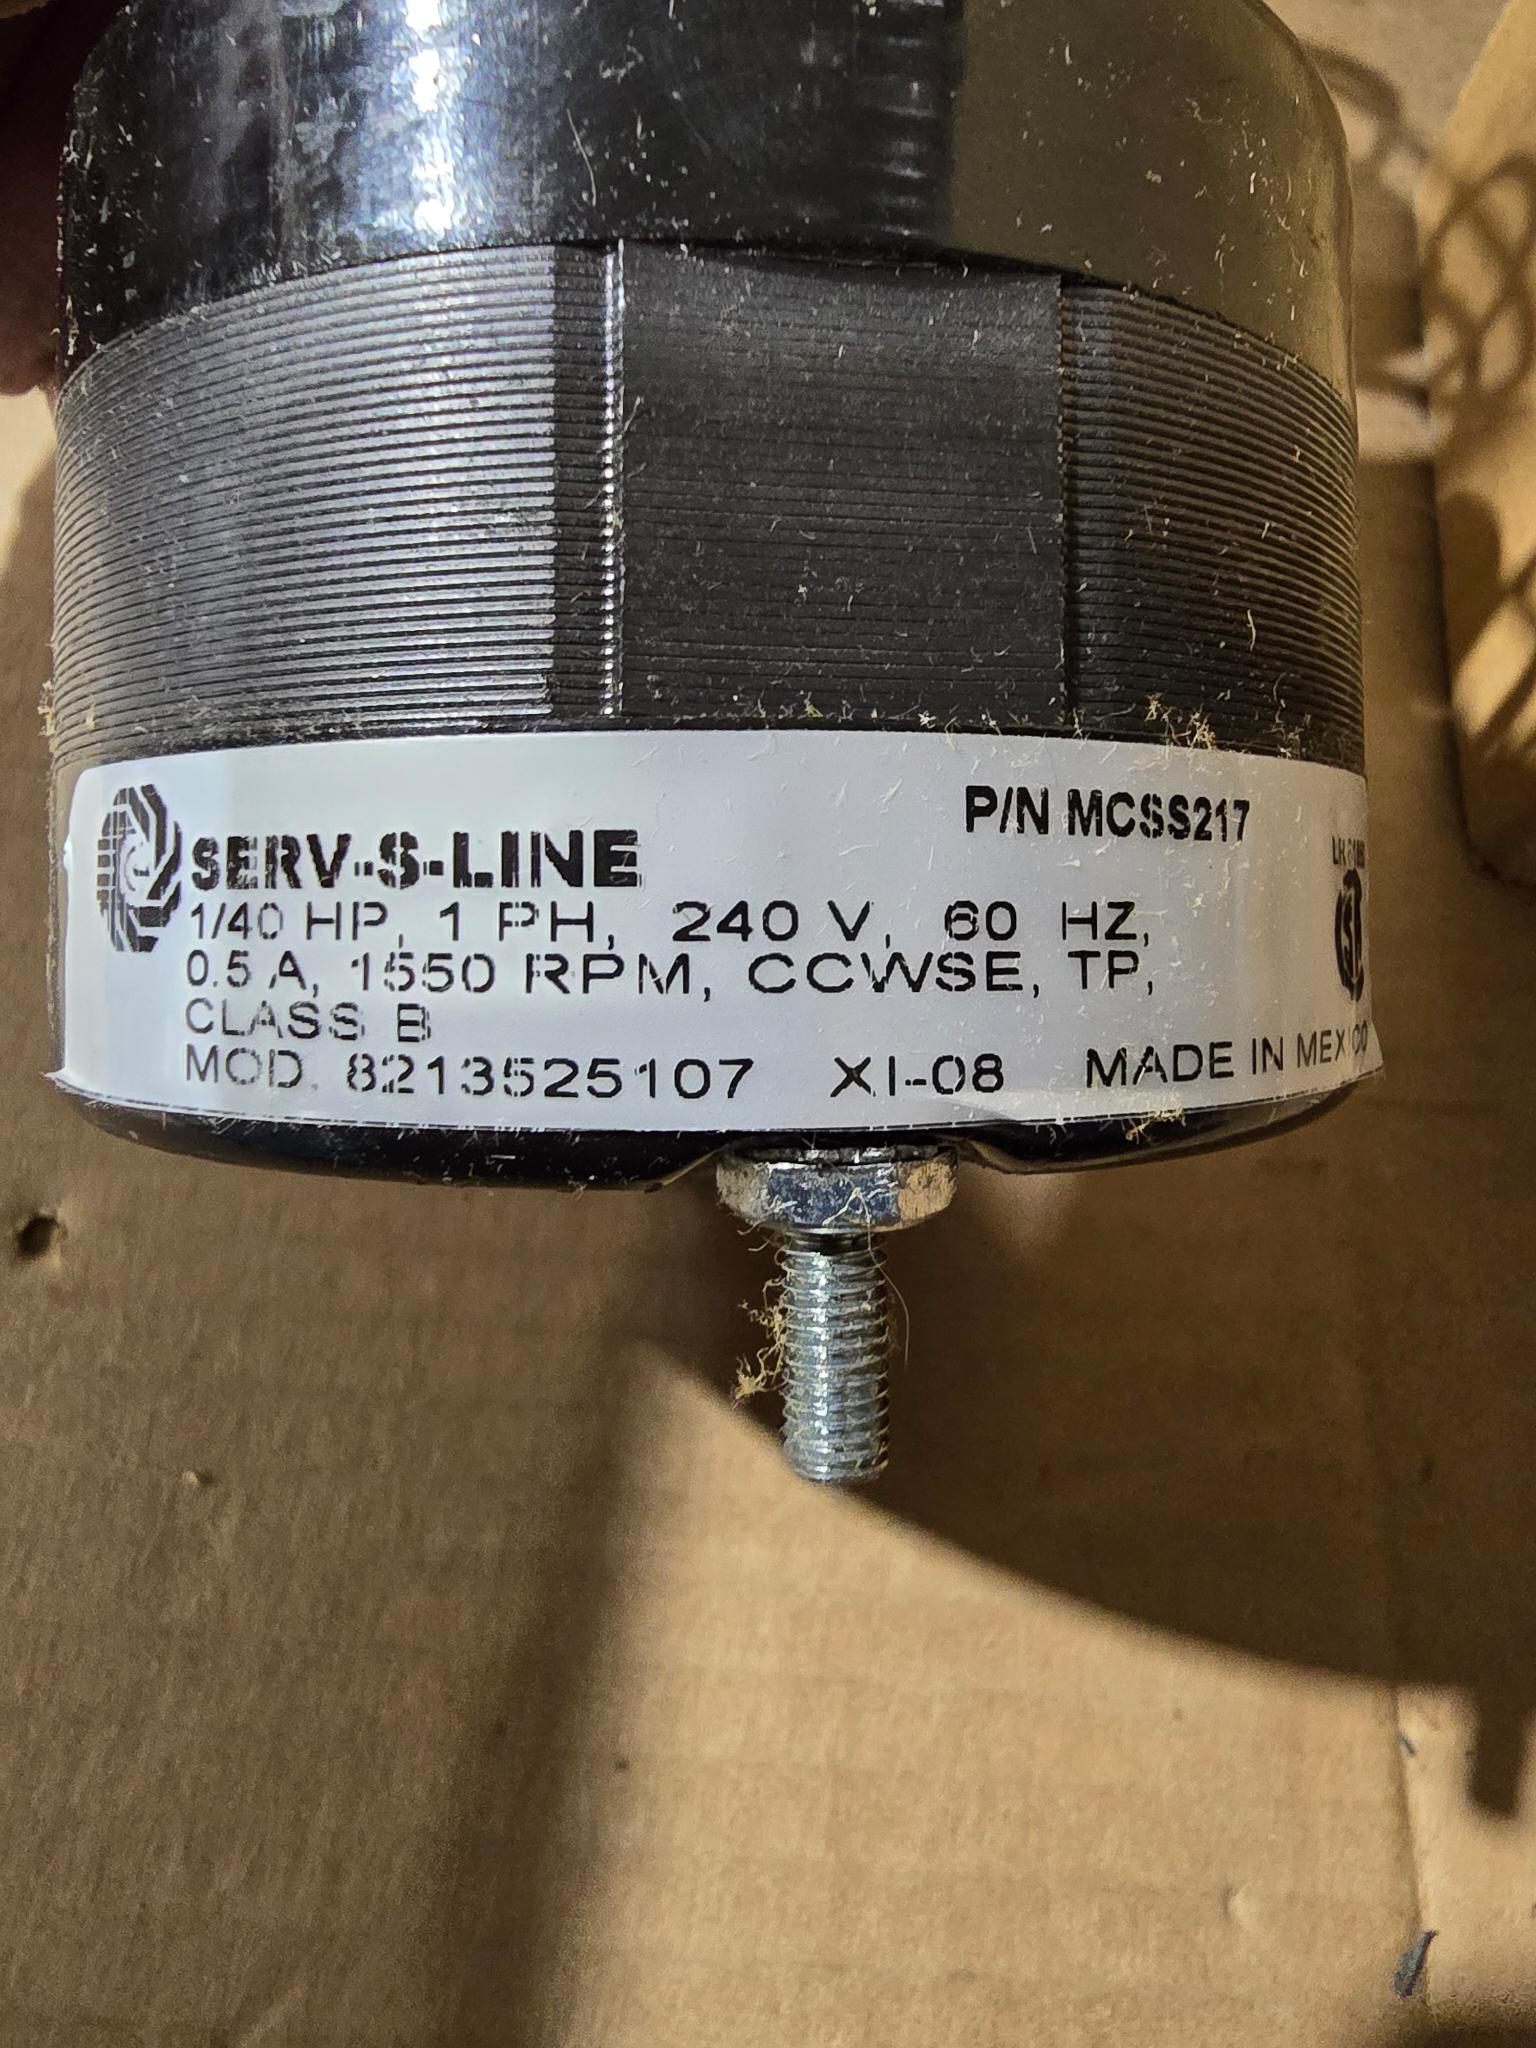 SERV-S-LINE
P/N MCSS217
1/40 HP, 1 PH, 240 V, 60 HZ,
0.5 A, 1550 RPM, CCWSE, TP,
CLASS B
MOD. 8213525107 XI-08 MADE IN MEXICO